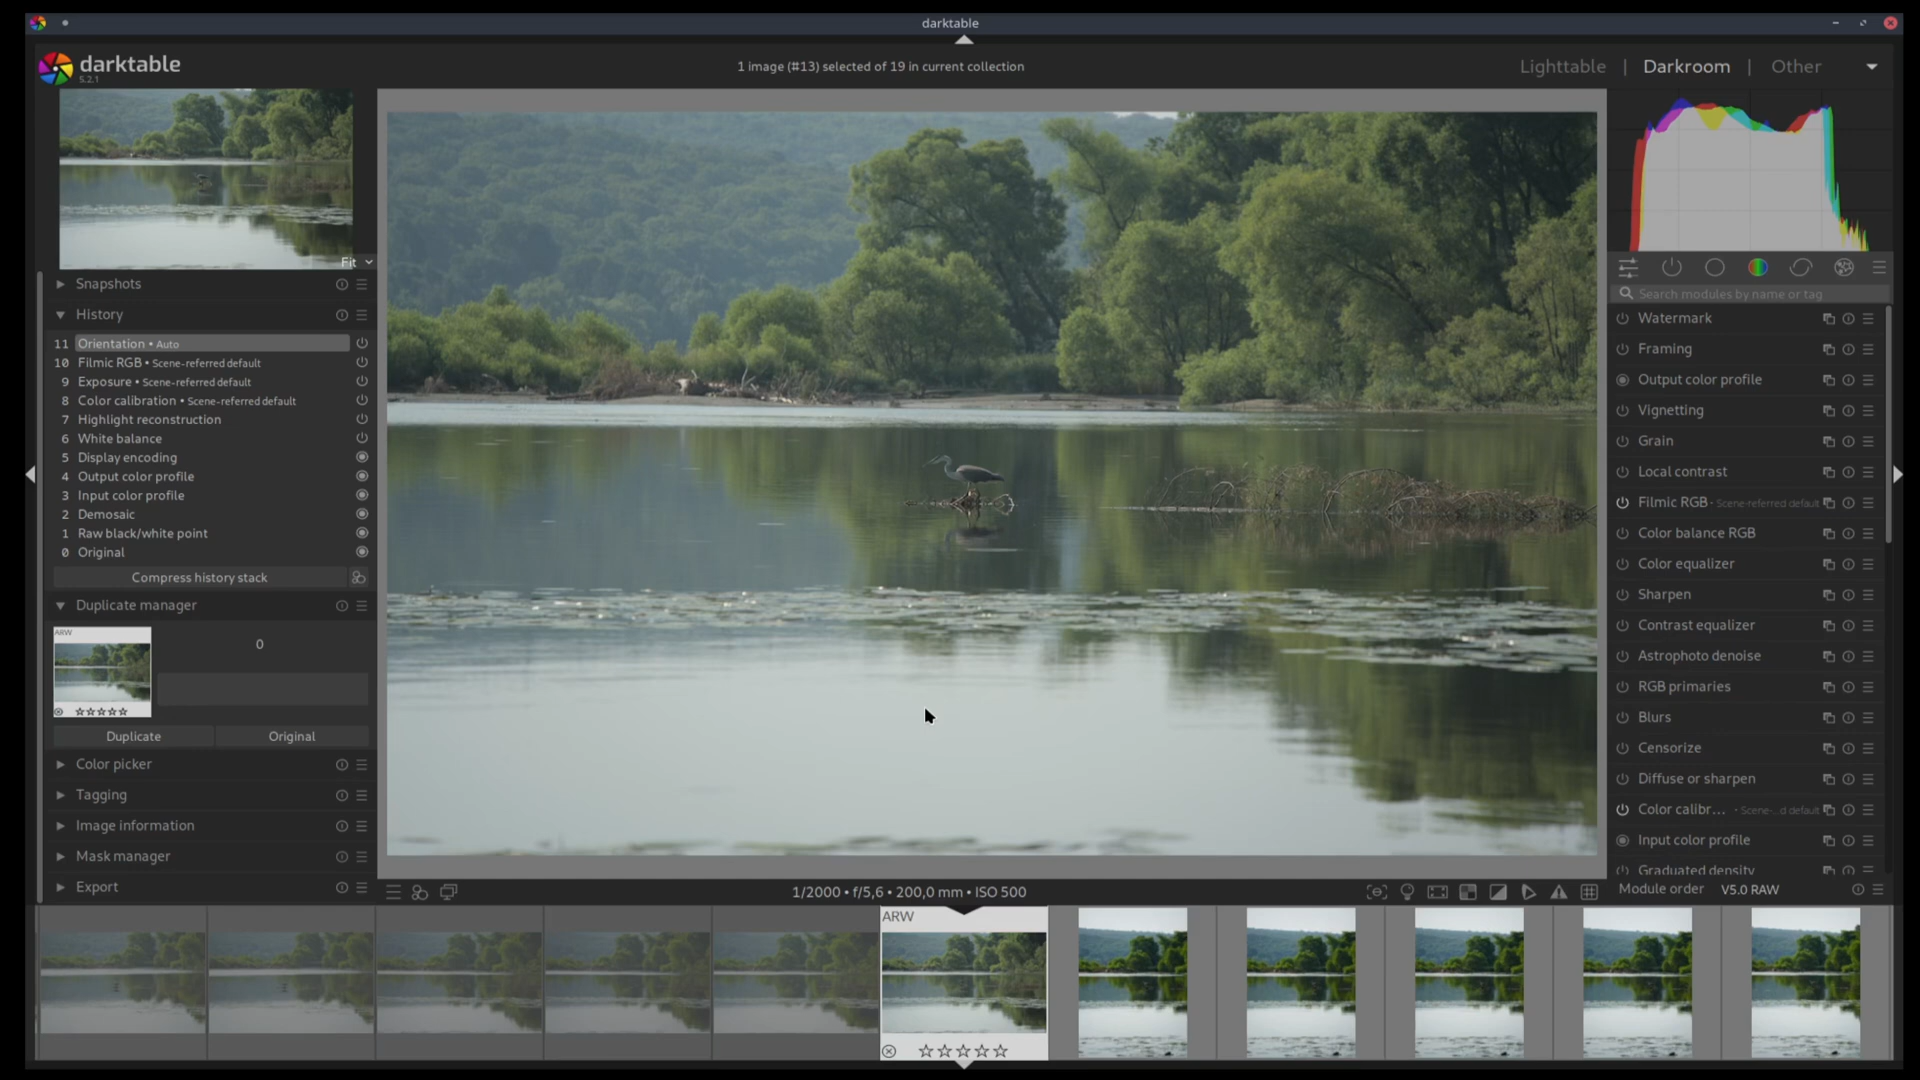 darktable
darktable
5.2.1
1 image (#13) selected of 19 in current collection
Lighttable | Darkroom | Other
Fit
Snapshots
History
11 Orientation • Auto
10 Filmic RGB • Scene-referred default
9 Exposure • Scene-referred default
8 Color calibration • Scene-referred default
7 Highlight reconstruction
6 White balance
5 Display encoding
4 Output color profile
3 Input color profile
2 Demosaic
1 Raw black/white point
0 Original
Compress history stack
Duplicate manager
ARW
0
Duplicate
Original
Color picker
Tagging
Image information
Mask manager
Export
1/2000 • f/5,6 • 200,0 mm • ISO 500
Search modules by name or tag
Watermark
Framing
Output color profile
Vignetting
Grain
Local contrast
Filmic RGB • Scene-referred default
Color balance RGB
Color equalizer
Sharpen
Contrast equalizer
Astrophoto denoise
RGB primaries
Blurs
Censorize
Diffuse or sharpen
Color calibr... • Scene-...d default
Input color profile
Graduated density
Module order V5.0 RAW
ARW